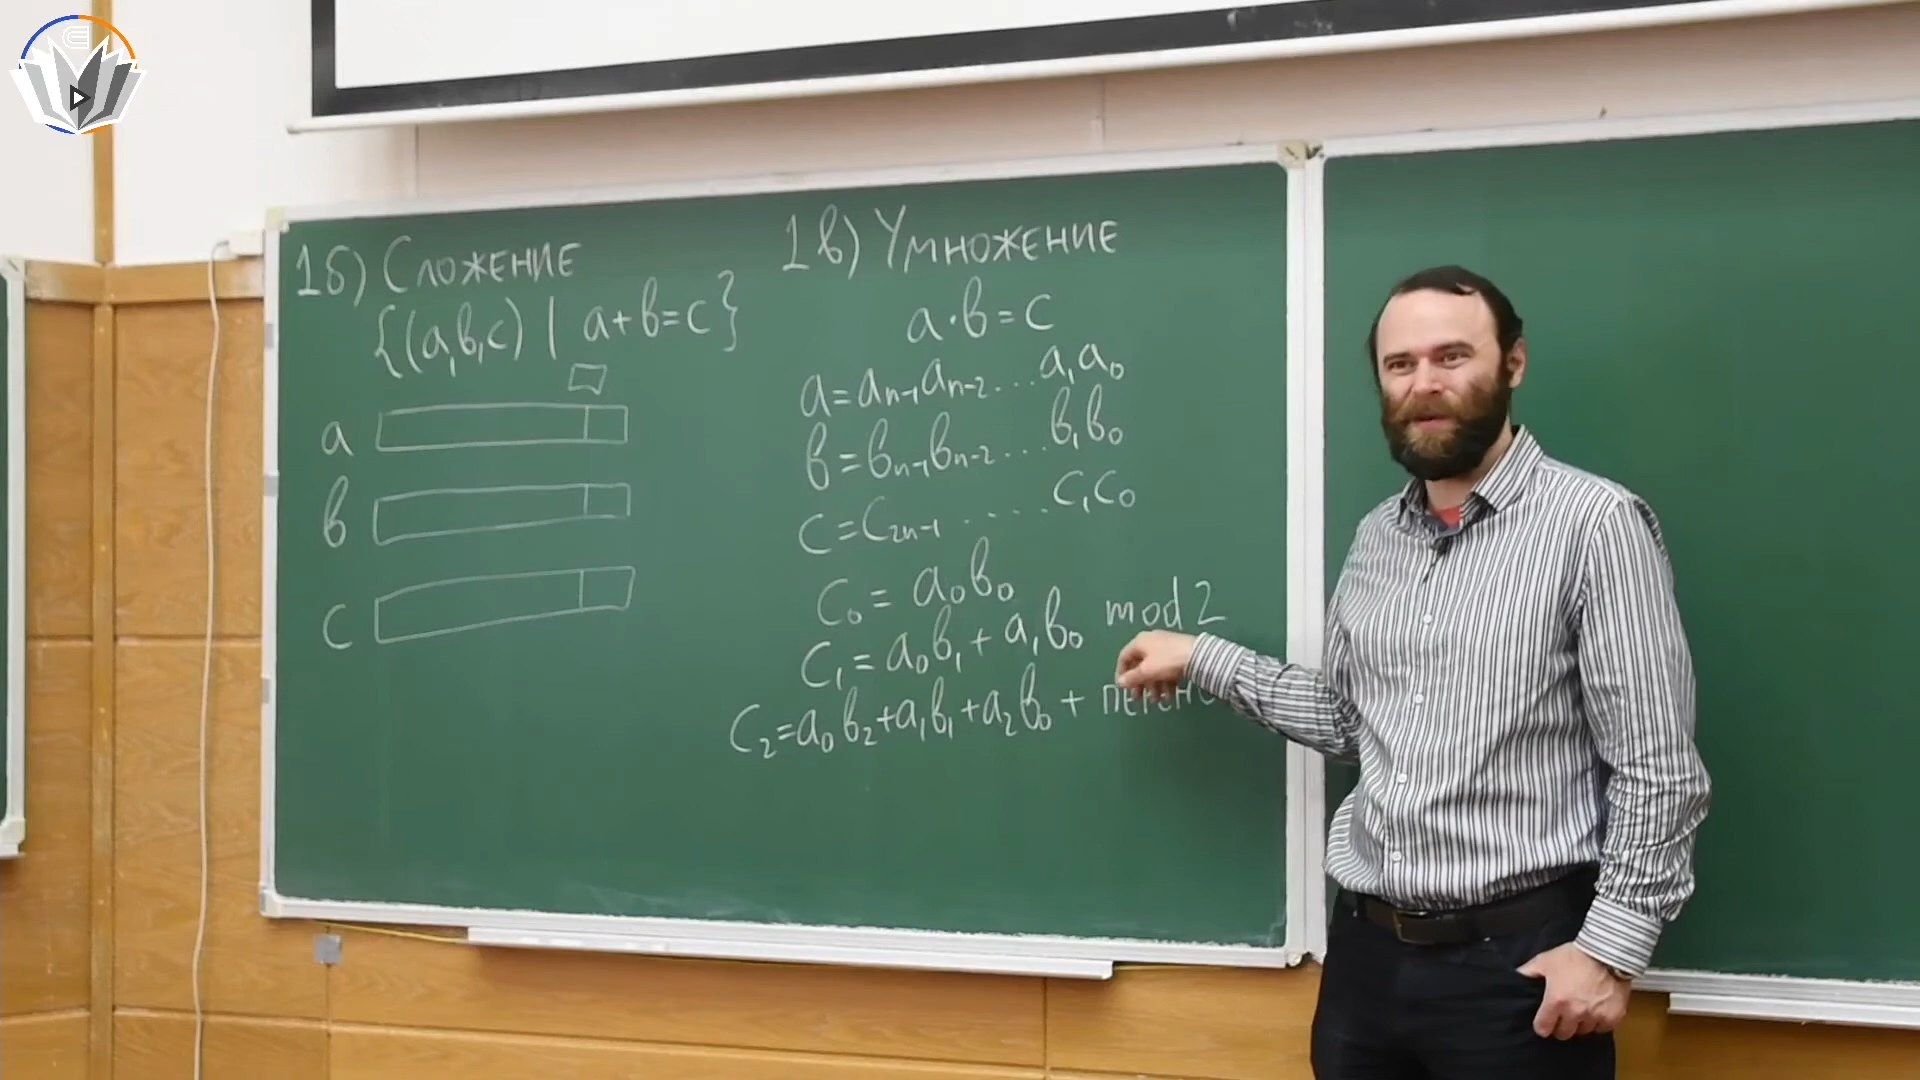 1б) Сложение
{(a,b,c) | a+b=c}
a
b
c
1в) Умножение
a·b=c
a=aₙ₋₁aₙ₋₂...a₁a₀
b=bₙ₋₁bₙ₋₂...b₁b₀
c=c₂ₙ₋₁.....c₁c₀
c₀=a₀b₀
c₁=a₀b₁+a₁b₀ mod 2
c₂=a₀b₂+a₁b₁+a₂b₀+